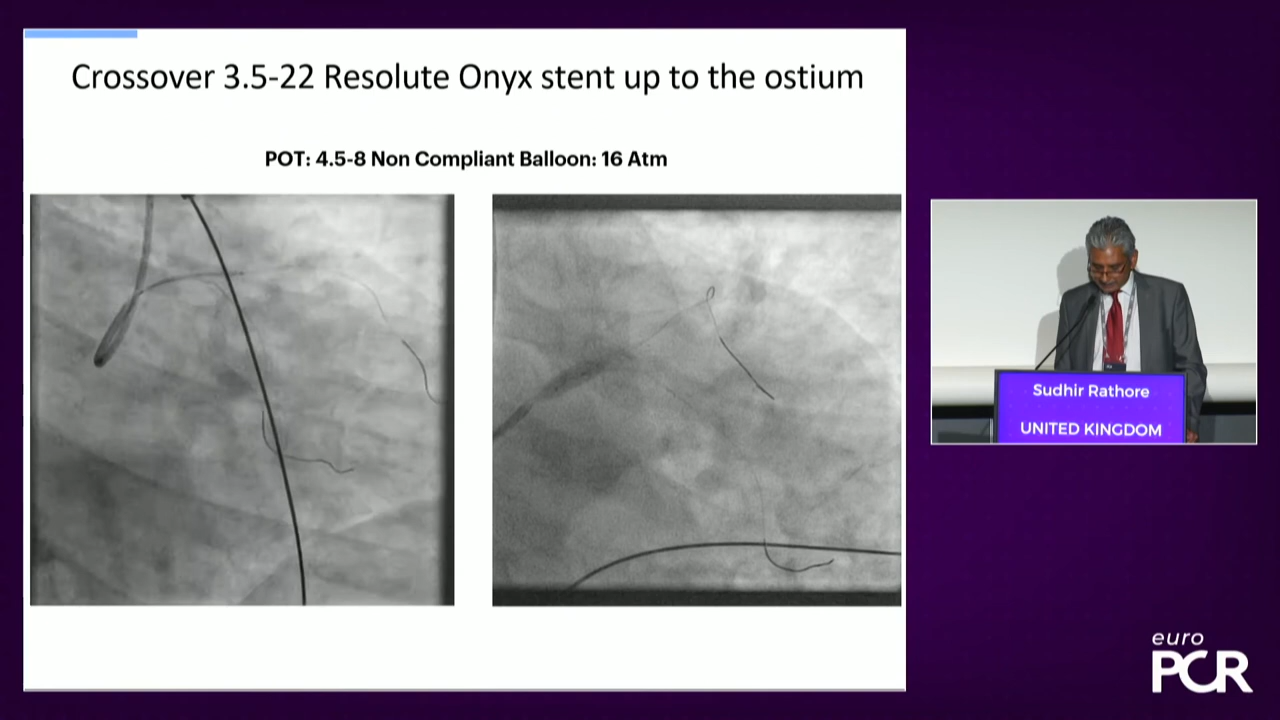 Crossover 3.5-22 Resolute Onyx stent up to the ostium
POT: 4.5-8 Non Compliant Balloon: 16 Atm
Sudhir Rathore
UNITED KINGDOM
euro
PCR